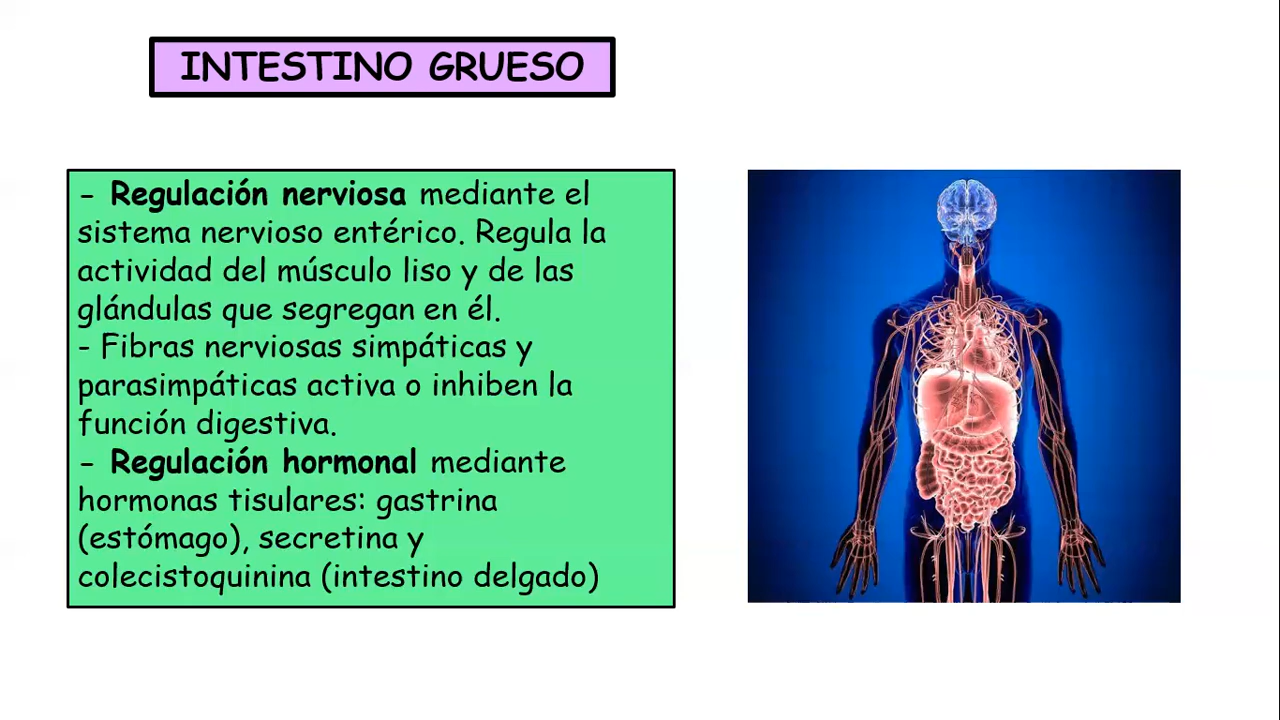 INTESTINO GRUESO
- Regulación nerviosa mediante el
sistema nervioso entérico. Regula la
actividad del músculo liso y de las
glándulas que segregan en él.
- Fibras nerviosas simpáticas y
parasimpáticas activa o inhiben la
función digestiva.
- Regulación hormonal mediante
hormonas tisulares: gastrina
(estómago), secretina y
colecistoquinina (intestino delgado)